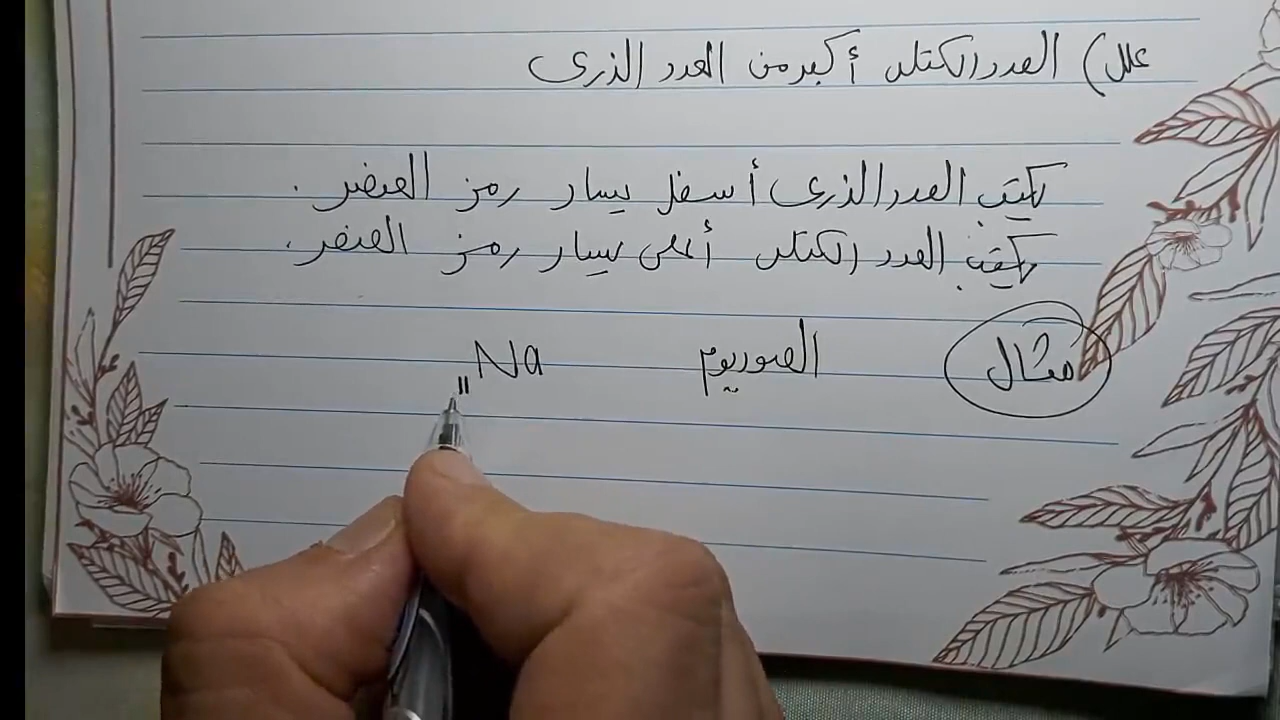 علل) العدد الكتلى أكبر من العدد الذرى
يكتب العدد الذرى أسفل يسار رمز العنصر .
يكتب العدد الكتلى أعلى يسار رمز العنصر .
مثال الصوديوم ₁₁Na